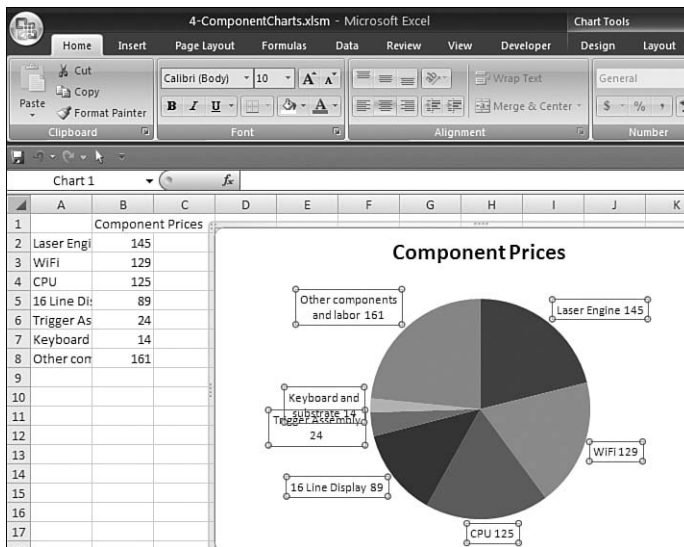 4-ComponentCharts.xlsm - Microsoft Excel
Chart Tools
Home Insert Page Layout Formulas Data Review View Developer Design Layout
Paste
Cut
Copy
Format Painter
Clipboard
Calibri (Body) 10 A A
B I U A
Font
Wrap Text
Merge & Center
Alignment
General
$ % ,
Number
Chart 1 fx
A B C D E F G H I J K
1 Component Prices
2 Laser Engi 145
3 WiFi 129
4 CPU 125
5 16 Line Di 89
6 Trigger As 24
7 Keyboard 14
8 Other com 161
9
10
11
12
13
14
15
16
17
Component Prices
Other components
and labor 161
Laser Engine 145
Keyboard and
substrate 14
Trigger Assembly
24
WiFi 129
16 Line Display 89
CPU 125